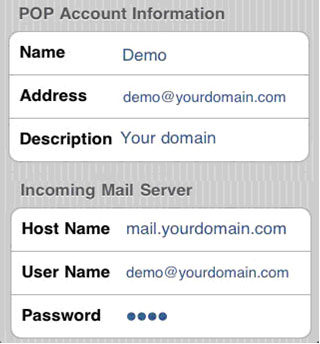 POP Account Information
Name Demo
Address demo@yourdomain.com
Description Your domain
Incoming Mail Server
Host Name mail.yourdomain.com
User Name demo@yourdomain.com
Password ●●●●